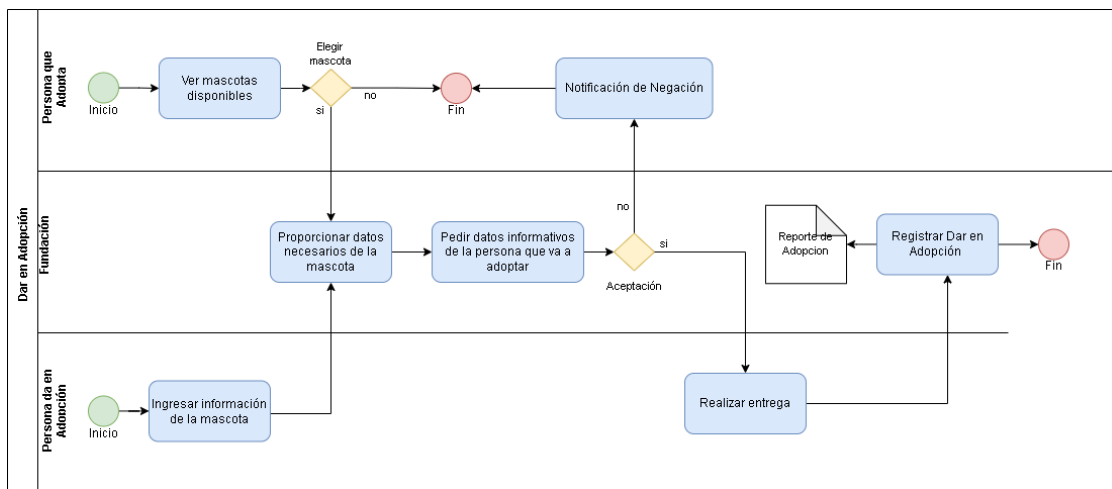 Dar en Adopción
Persona que
Adopta
Inicio
Ver mascotas
disponibles
Elegir
mascota
no
si
Fin
Notificación de Negación
Fundación
Proporcionar datos
necesarios de la
mascota
Pedir datos informativos
de la persona que va a
adoptar
no
si
Aceptación
Reporte de
Adopcion
Registrar Dar en
Adopción
Fin
Persona da en
Adopción
Inicio
Ingresar información
de la mascota
Realizar entrega